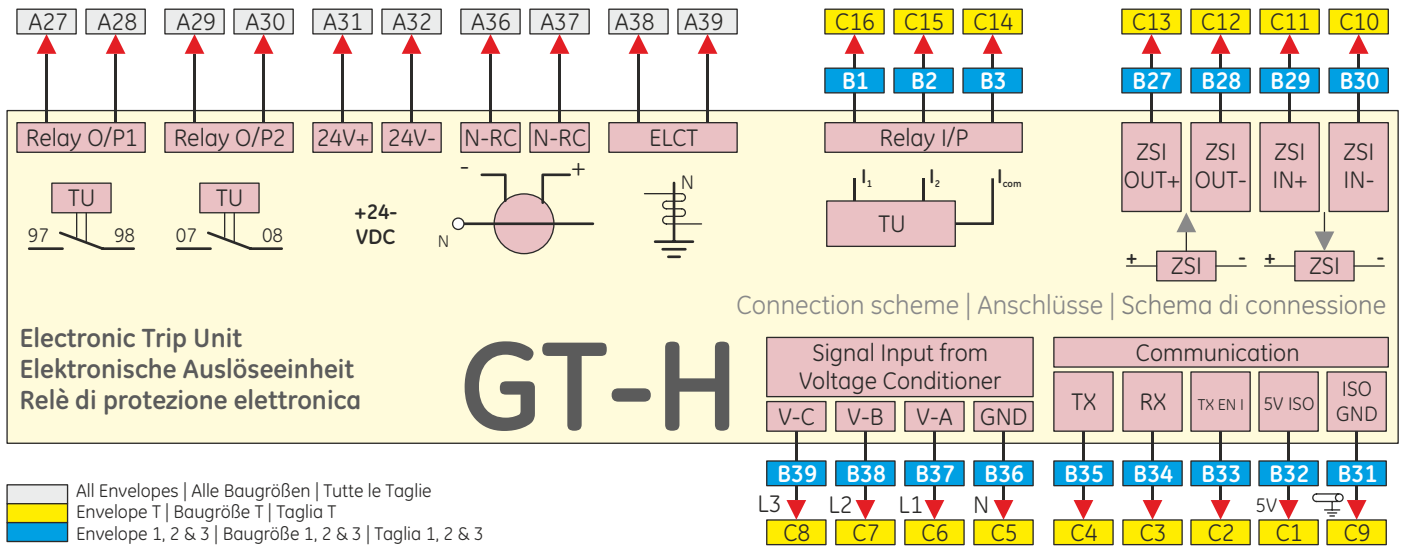 A27 A28 A29 A30 A31 A32 A36 A37 A38 A39 C16 C15 C14 C13 C12 C11 C10
B1 B2 B3 B27 B28 B29 B30
Relay O/P1 Relay O/P2 24V+ 24V- N-RC N-RC ELCT Relay I/P
ZSI ZSI ZSI ZSI
OUT+ OUT- IN+ IN-
- + N I1 I2 Icom
TU TU
+24-
VDC
TU
97 98 07 08 N
+ ZSI - + ZSI -
Connection scheme | Anschlüsse | Schema di connessione
Electronic Trip Unit
Elektronische Auslöseeinheit
Relè di protezione elettronica
GT-H
Signal Input from
Voltage Conditioner
Communication
V-C V-B V-A GND
TX RX TX EN I 5V ISO ISO
GND
B39 B38 B37 B36 B35 B34 B33 B32 B31
L3 L2 L1 N 5V
C8 C7 C6 C5 C4 C3 C2 C1 C9
All Envelopes | Alle Baugrößen | Tutte le Taglie
Envelope T | Baugröße T | Taglia T
Envelope 1, 2 & 3 | Baugröße 1, 2 & 3 | Taglia 1, 2 & 3